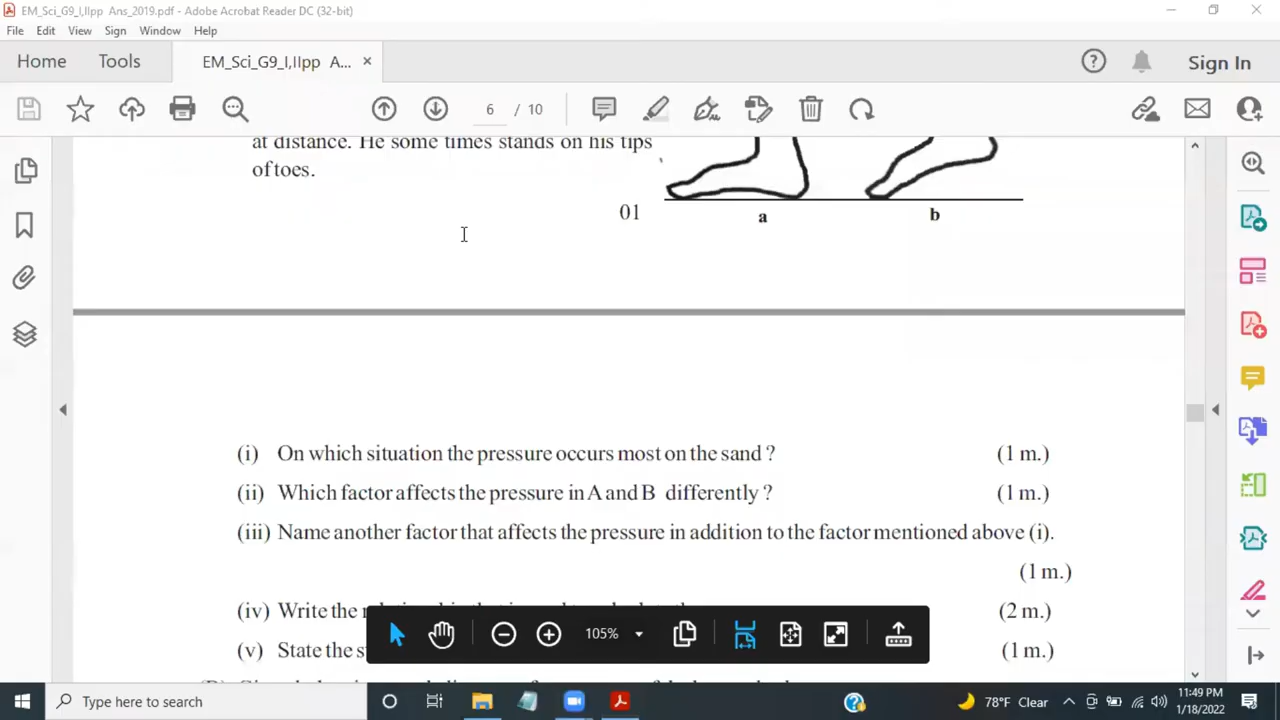 EM_Sci_G9_I,IIpp Ans_2019.pdf - Adobe Acrobat Reader DC (32-bit)
File Edit View Sign Window Help
Home Tools EM_Sci_G9_I,IIpp A... × Sign In
6 / 10
at distance. He some times stands on his tips
of toes.
01
a b
(i) On which situation the pressure occurs most on the sand ? (1 m.)
(ii) Which factor affects the pressure in A and B differently ? (1 m.)
(iii) Name another factor that affects the pressure in addition to the factor mentioned above (i).
(1 m.)
(iv) Write the (2 m.)
105%
(v) State the (1 m.)
Type here to search
78°F Clear
11:49 PM
1/18/2022